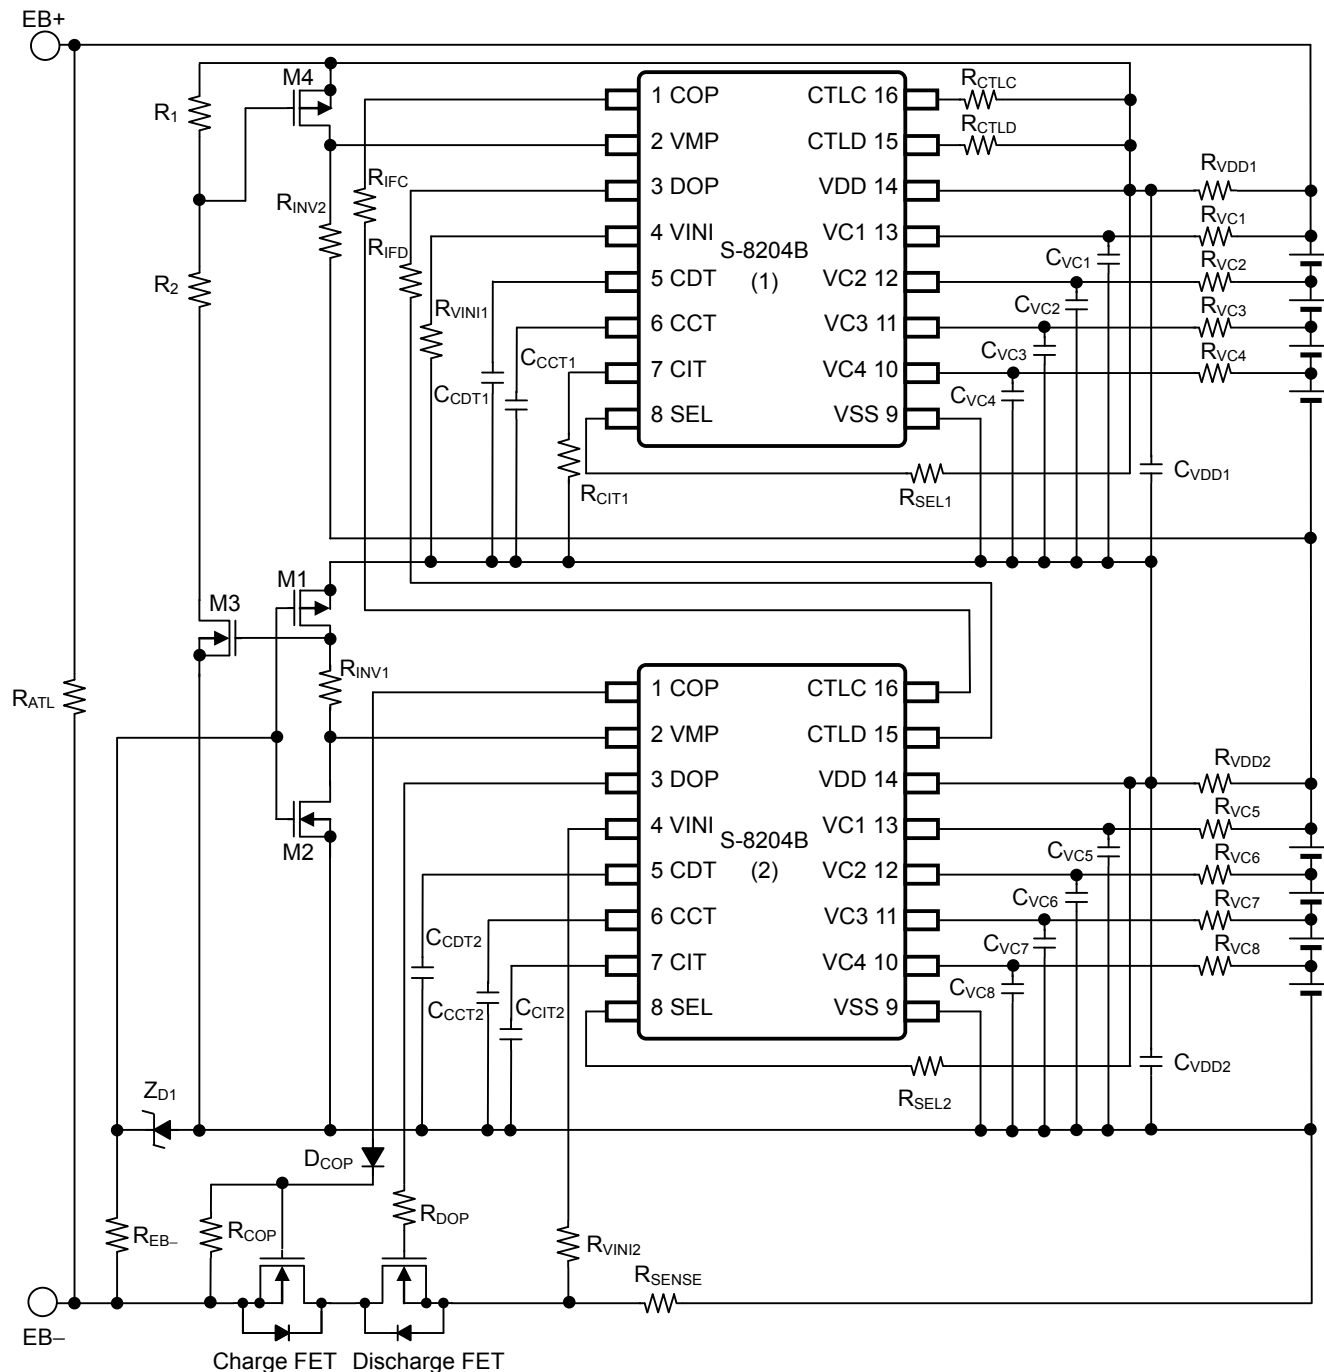 EB+
M4
R1
RIFC
RINV2
RIFD
R2
RVINI1
CCCT1
CCDT1
RCIT1
1 COP
2 VMP
3 DOP
4 VINI
5 CDT
6 CCT
7 CIT
8 SEL
S-8204B
(1)
CTLC 16
CTLD 15
VDD 14
VC1 13
VC2 12
VC3 11
VC4 10
VSS 9
RCTLC
RCTLD
RVDD1
RVC1
RVC2
RVC3
RVC4
CVC1
CVC2
CVC3
CVC4
RSEL1
CVDD1
M1
M3
RINV1
RATL
M2
1 COP
2 VMP
3 DOP
4 VINI
5 CDT
6 CCT
7 CIT
8 SEL
S-8204B
(2)
CTLC 16
CTLD 15
VDD 14
VC1 13
VC2 12
VC3 11
VC4 10
VSS 9
RVDD2
RVC5
RVC6
RVC7
RVC8
CVC5
CVC6
CVC7
CVC8
CCDT2
CCCT2
CCIT2
RSEL2
CVDD2
ZD1
DCOP
REB−
RCOP
RDOP
RVINI2
RSENSE
EB−
Charge FET
Discharge FET